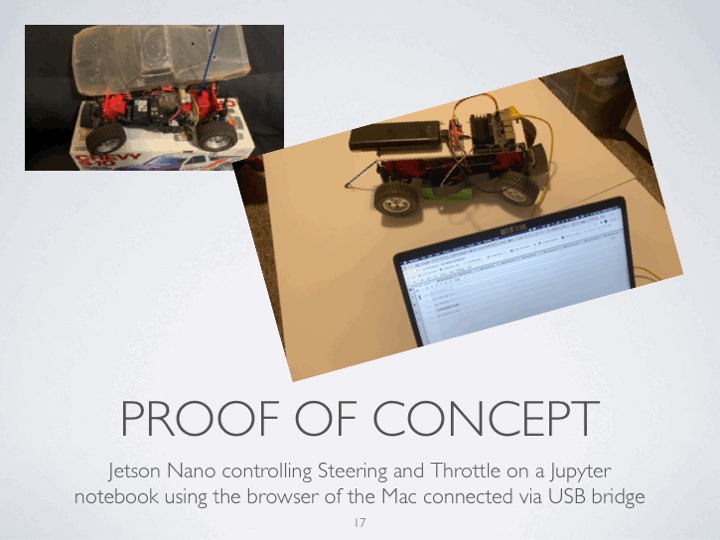 CHEVY
S-10
PROOF OF CONCEPT
Jetson Nano controlling Steering and Throttle on a Jupyter
notebook using the browser of the Mac connected via USB bridge
17